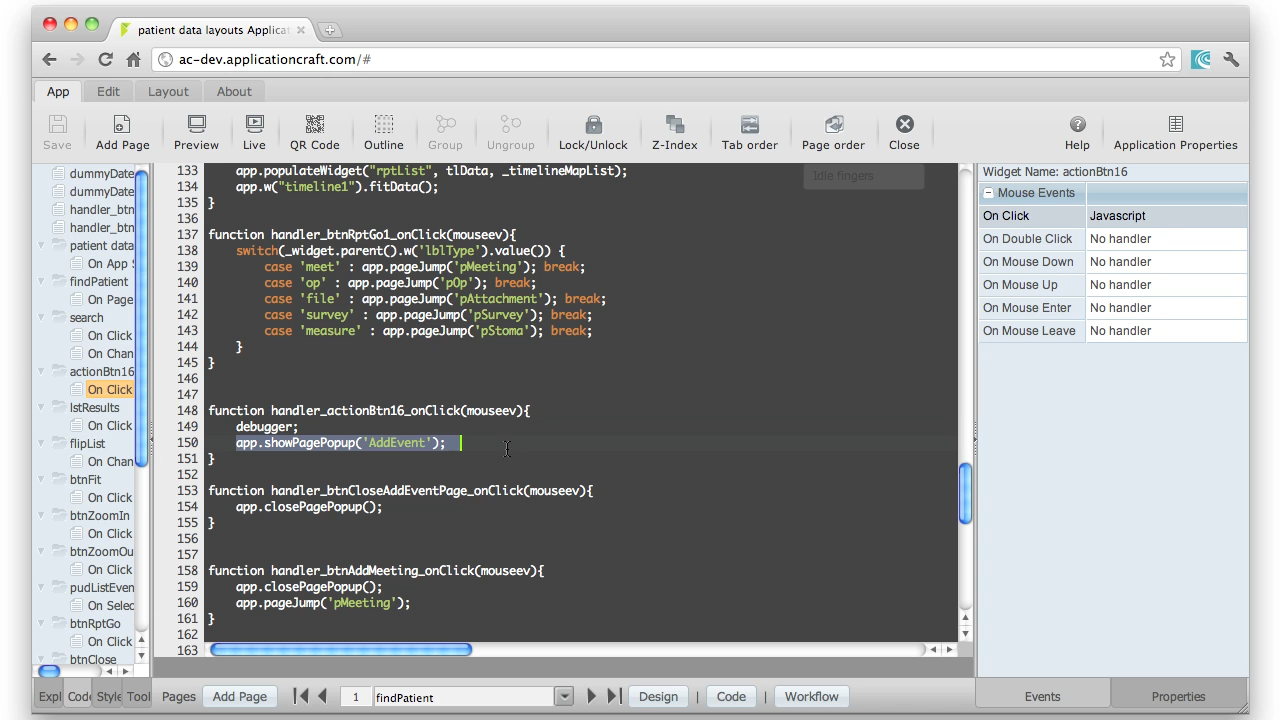 patient data layouts Applicat
ac-dev.applicationcraft.com/#
App Edit Layout About
Save Add Page Preview Live QR Code Outline Group Ungroup Lock/Unlock Z-Index Tab order Page order Close Help Application Properties
dummyDate
dummyDate
handler_btn
handler_btn
patient data
On App S
findPatient
On Page
search
On Click
On Chan
actionBtn16
On Click
lstResults
On Click
flipList
On Chan
btnFit
On Click
btnZoomIn
On Click
btnZoomOu
On Click
pudListEven
On Selec
btnRptGo
On Click
btnClose
Idle fingers
133 app.populateWidget("rptList", tlData, _timelineMapList);
134 app.w("timeline1").fitData();
135 }
136
137 function handler_btnRptGo1_onClick(mouseev){
138 switch(_widget.parent().w('lblType').value()) {
139 case 'meet' : app.pageJump('pMeeting'); break;
140 case 'op' : app.pageJump('pOp'); break;
141 case 'file' : app.pageJump('pAttachment'); break;
142 case 'survey' : app.pageJump('pSurvey'); break;
143 case 'measure' : app.pageJump('pStoma'); break;
144 }
145 }
146
147
148 function handler_actionBtn16_onClick(mouseev){
149 debugger;
150 app.showPagePopup('AddEvent');
151 }
152
153 function handler_btnCloseAddEventPage_onClick(mouseev){
154 app.closePagePopup();
155 }
156
157
158 function handler_btnAddMeeting_onClick(mouseev){
159 app.closePagePopup();
160 app.pageJump('pMeeting');
161 }
162
163
Widget Name: actionBtn16
Mouse Events
On Click Javascript
On Double Click No handler
On Mouse Down No handler
On Mouse Up No handler
On Mouse Enter No handler
On Mouse Leave No handler
Expl Cod Style Tool Pages Add Page 1 findPatient Design | Code | Workflow Events Properties